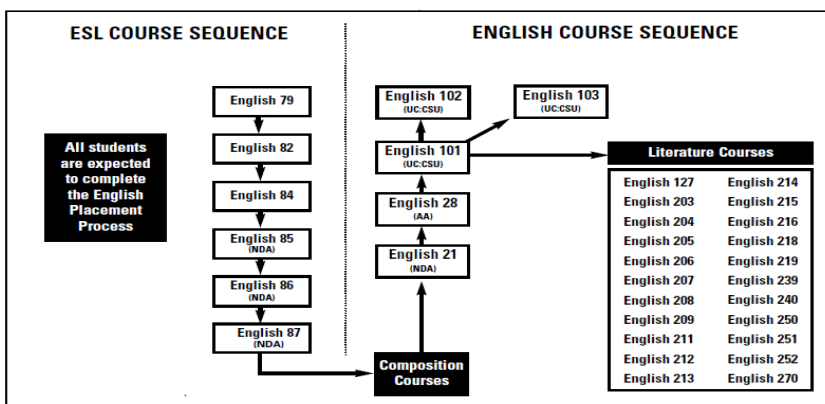 ESL COURSE SEQUENCE
All students
are expected
to complete
the English
Placement
Process
English 79
English 82
English 84
English 85
(NDA)
English 86
(NDA)
English 87
(NDA)
ENGLISH COURSE SEQUENCE
English 102
(UC:CSU)
English 103
(UC:CSU)
English 101
(UC:CSU)
English 28
(AA)
English 21
(NDA)
Composition
Courses
Literature Courses
English 127
English 203
English 204
English 205
English 206
English 207
English 208
English 209
English 211
English 212
English 213
English 214
English 215
English 216
English 218
English 219
English 239
English 240
English 250
English 251
English 252
English 270